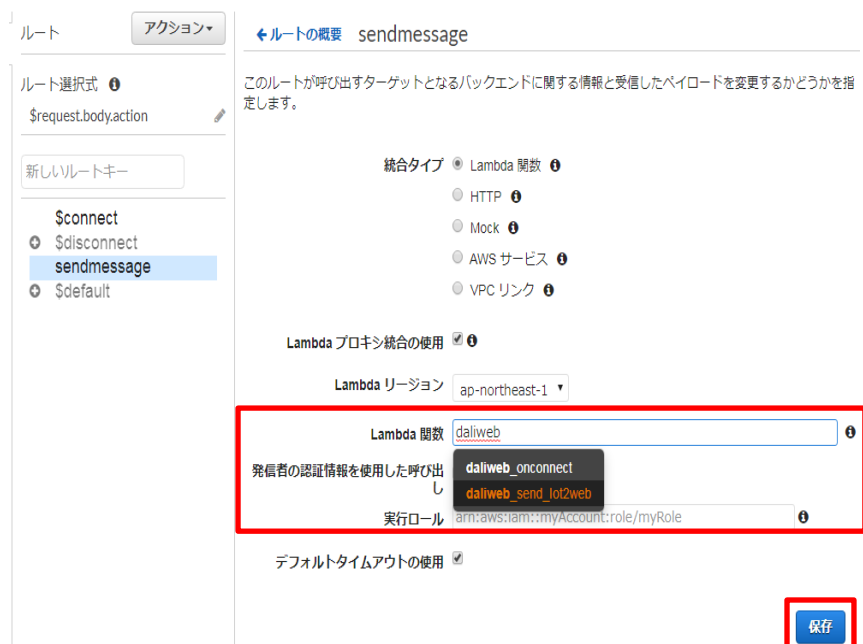 ルート
アクション
ルートの概要 sendmessage
ルート選択式
$request.body.action
このルートが呼び出すターゲットとなるバックエンドに関する情報と受信したペイロードを変更するかどうかを指
定します。
新しいルートキー
$connect
$disconnect
sendmessage
$default
統合タイプ
Lambda 関数
HTTP
Mock
AWS サービス
VPC リンク
Lambda プロキシ統合の使用
Lambda リージョン ap-northeast-1
Lambda 関数 daliweb
daliweb_onconnect
daliweb_send_Iot2web
発信者の認証情報を使用した呼び出
し
実行ロール arn:aws:iam::myAccount:role/myRole
デフォルトタイムアウトの使用
保存